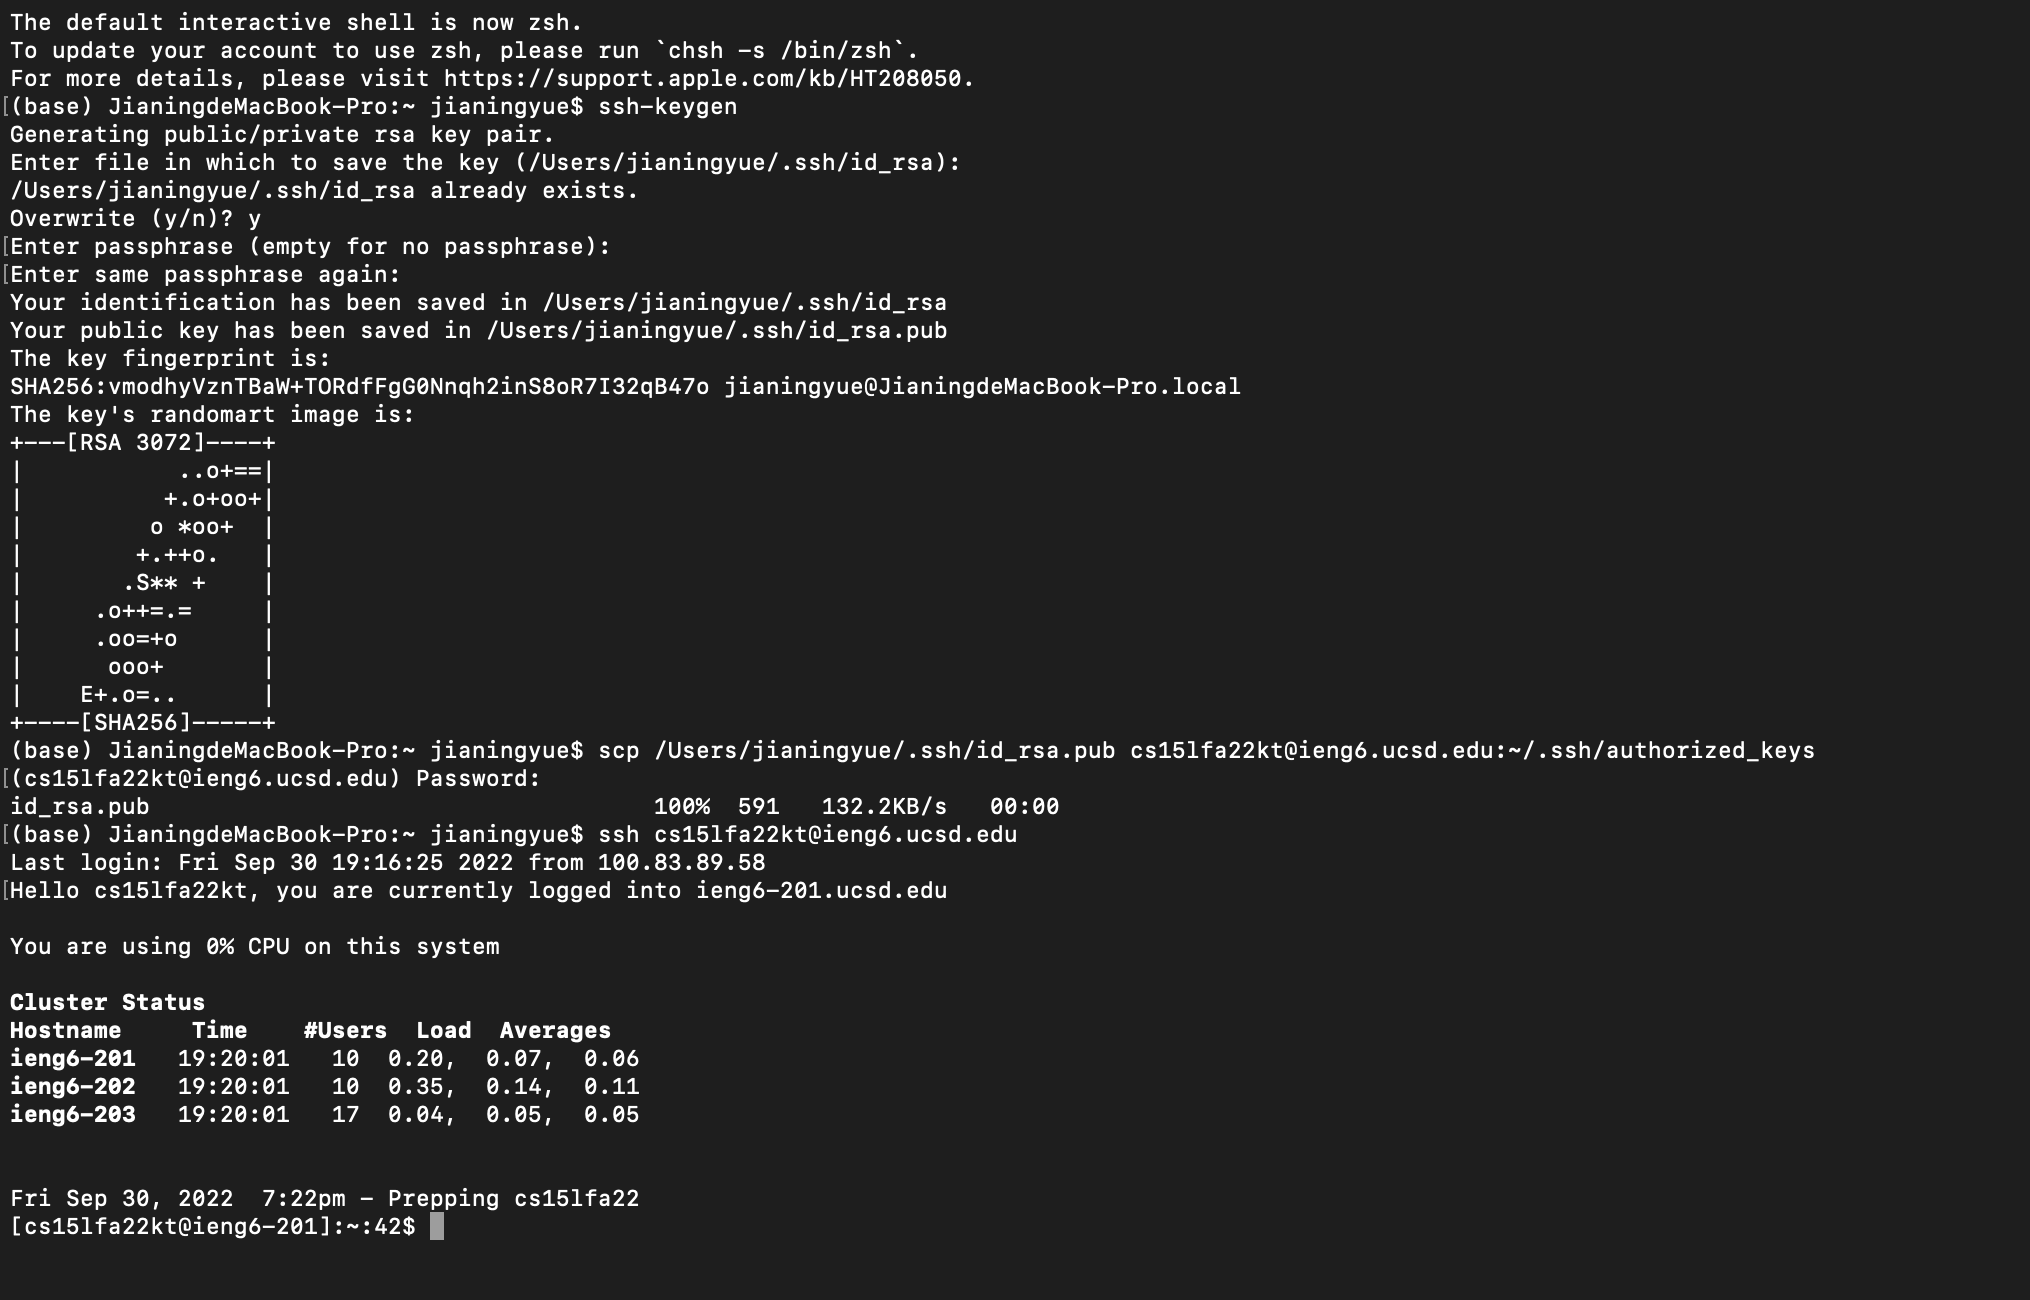 The default interactive shell is now zsh.
To update your account to use zsh, please run `chsh -s /bin/zsh`.
For more details, please visit https://support.apple.com/kb/HT208050.
[(base) JianingdeMacBook-Pro:~ jianingyue$ ssh-keygen
Generating public/private rsa key pair.
Enter file in which to save the key (/Users/jianingyue/.ssh/id_rsa):
/Users/jianingyue/.ssh/id_rsa already exists.
Overwrite (y/n)? y
[Enter passphrase (empty for no passphrase):
[Enter same passphrase again:
Your identification has been saved in /Users/jianingyue/.ssh/id_rsa
Your public key has been saved in /Users/jianingyue/.ssh/id_rsa.pub
The key fingerprint is:
SHA256:vmodhyVznTBaW+TORdfFgG0Nnqh2inS8oR7I32qB47o jianingyue@JianingdeMacBook-Pro.local
The key's randomart image is:
+---[RSA 3072]----+
|           ..o+==|
|          +.o+oo+|
|         o *oo+  |
|        +.++o.   |
|       .S** +    |
|     .o++=.=     |
|     .oo=+o      |
|      ooo+       |
|    E+.o=..      |
+----[SHA256]-----+
(base) JianingdeMacBook-Pro:~ jianingyue$ scp /Users/jianingyue/.ssh/id_rsa.pub cs15lfa22kt@ieng6.ucsd.edu:~/.ssh/authorized_keys
[(cs15lfa22kt@ieng6.ucsd.edu) Password:
id_rsa.pub                                    100%  591   132.2KB/s   00:00
[(base) JianingdeMacBook-Pro:~ jianingyue$ ssh cs15lfa22kt@ieng6.ucsd.edu
Last login: Fri Sep 30 19:16:25 2022 from 100.83.89.58
[Hello cs15lfa22kt, you are currently logged into ieng6-201.ucsd.edu
You are using 0% CPU on this system
Cluster Status
Hostname     Time    #Users  Load  Averages
ieng6-201   19:20:01   10  0.20,  0.07,  0.06
ieng6-202   19:20:01   10  0.35,  0.14,  0.11
ieng6-203   19:20:01   17  0.04,  0.05,  0.05
Fri Sep 30, 2022  7:22pm - Prepping cs15lfa22
[cs15lfa22kt@ieng6-201]:~:42$